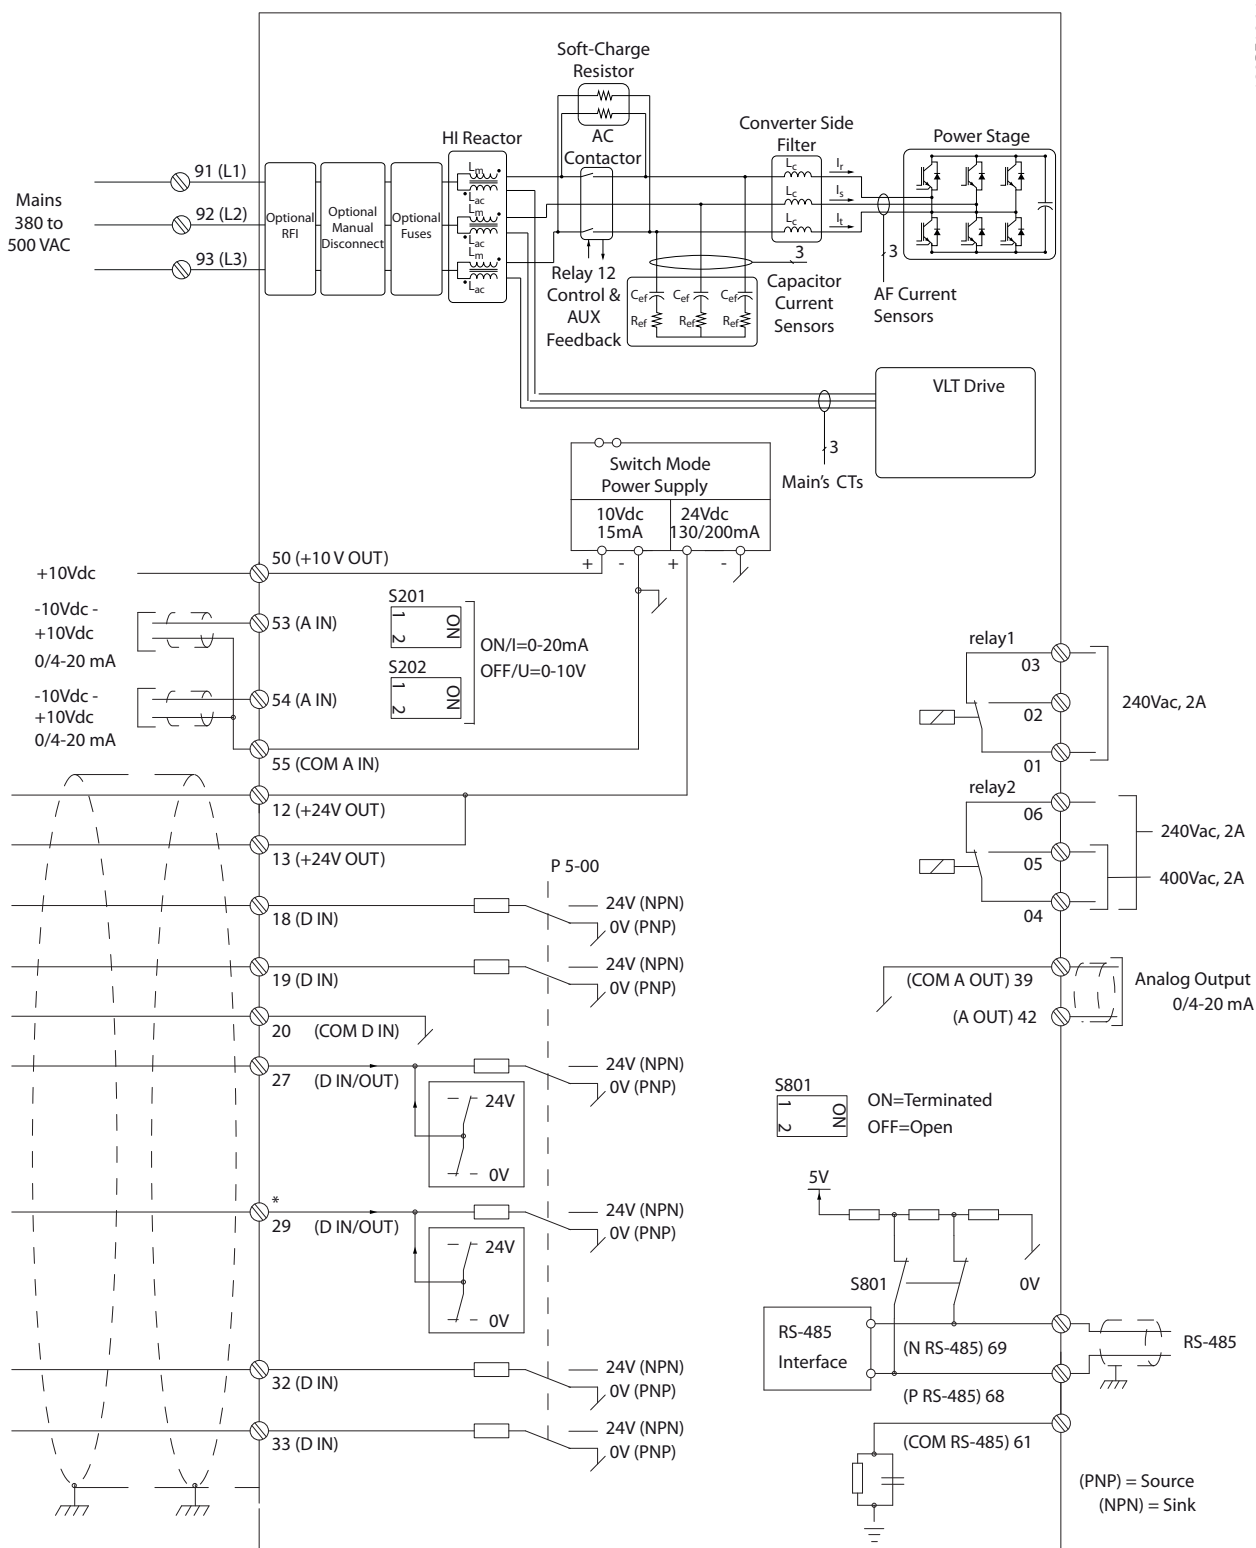 Soft-Charge
Resistor
AC
Contactor
HI Reactor
Converter Side
Filter
Power Stage
Mains
380 to
500 VAC
91 (L1)
92 (L2)
93 (L3)
Optional
RFI
Optional
Manual
Disconnect
Optional
Fuses
Lm
Lac
Lm
Lac
Lm
Lac
Lc
Lc
Lc
Ir
Is
It
3
3
Relay 12
Control &
AUX
Feedback
Cef
Cef
Cef
Ref
Ref
Ref
Capacitor
Current
Sensors
AF Current
Sensors
VLT Drive
3
Main's CTs
Switch Mode
Power Supply
10Vdc
15mA
24Vdc
130/200mA
+ - + -
50 (+10 V OUT)
+10Vdc
-10Vdc -
+10Vdc
0/4-20 mA
53 (A IN)
S201
1
2
ON
S202
1
2
ON
ON/I=0-20mA
OFF/U=0-10V
-10Vdc -
+10Vdc
0/4-20 mA
54 (A IN)
55 (COM A IN)
12 (+24V OUT)
13 (+24V OUT)
P 5-00
18 (D IN)
24V (NPN)
0V (PNP)
19 (D IN)
24V (NPN)
0V (PNP)
20 (COM D IN)
27 (D IN/OUT)
24V (NPN)
0V (PNP)
24V
0V
*
29 (D IN/OUT)
24V (NPN)
0V (PNP)
24V
0V
32 (D IN)
24V (NPN)
0V (PNP)
33 (D IN)
24V (NPN)
0V (PNP)
relay1
03
02
01
240Vac, 2A
relay2
06
05
04
240Vac, 2A
400Vac, 2A
(COM A OUT) 39
(A OUT) 42
Analog Output
0/4-20 mA
S801
1
2
ON
ON=Terminated
OFF=Open
5V
S801
0V
RS-485
Interface
(N RS-485) 69
(P RS-485) 68
(COM RS-485) 61
RS-485
(PNP) = Source
(NPN) = Sink